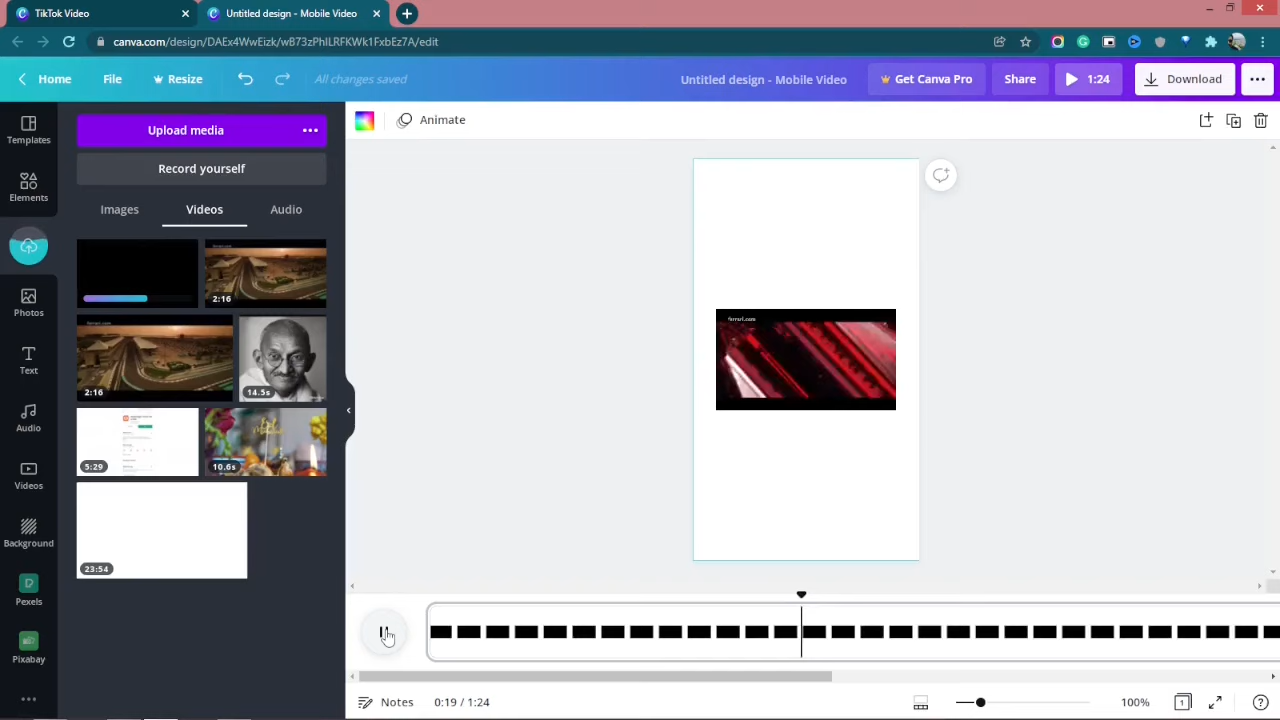 TikTok Video
Untitled design - Mobile Video
canva.com/design/DAEx4WwEizk/wB73zPhlLRFKWk1FxbEz7A/edit
Home
File
Resize
All changes saved
Untitled design - Mobile Video
Get Canva Pro
Share
1:24
Download
Templates
Elements
Photos
Text
Audio
Videos
Background
Pexels
Pixabay
Upload media
Record yourself
Images
Videos
Audio
2:16
2:16
14.5s
5:29
10.6s
23:54
Animate
ferrari.com
Notes
0:19 / 1:24
100%
1